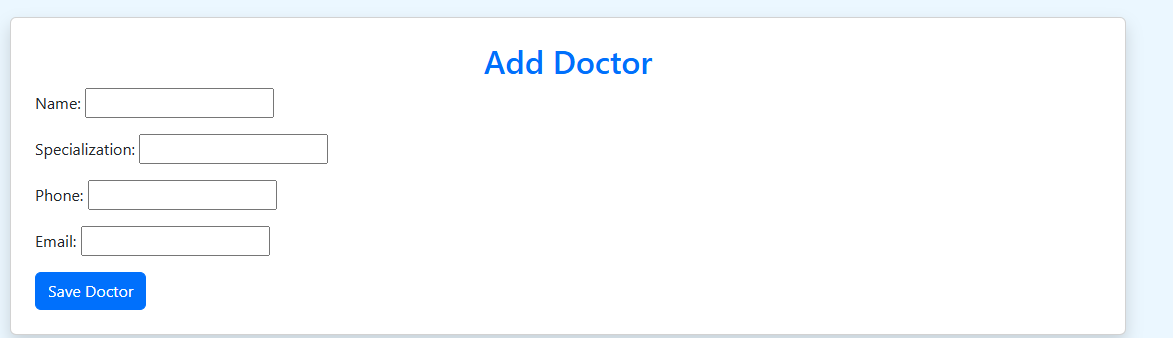 Add Doctor
Name:
Specialization:
Phone:
Email:
Save Doctor